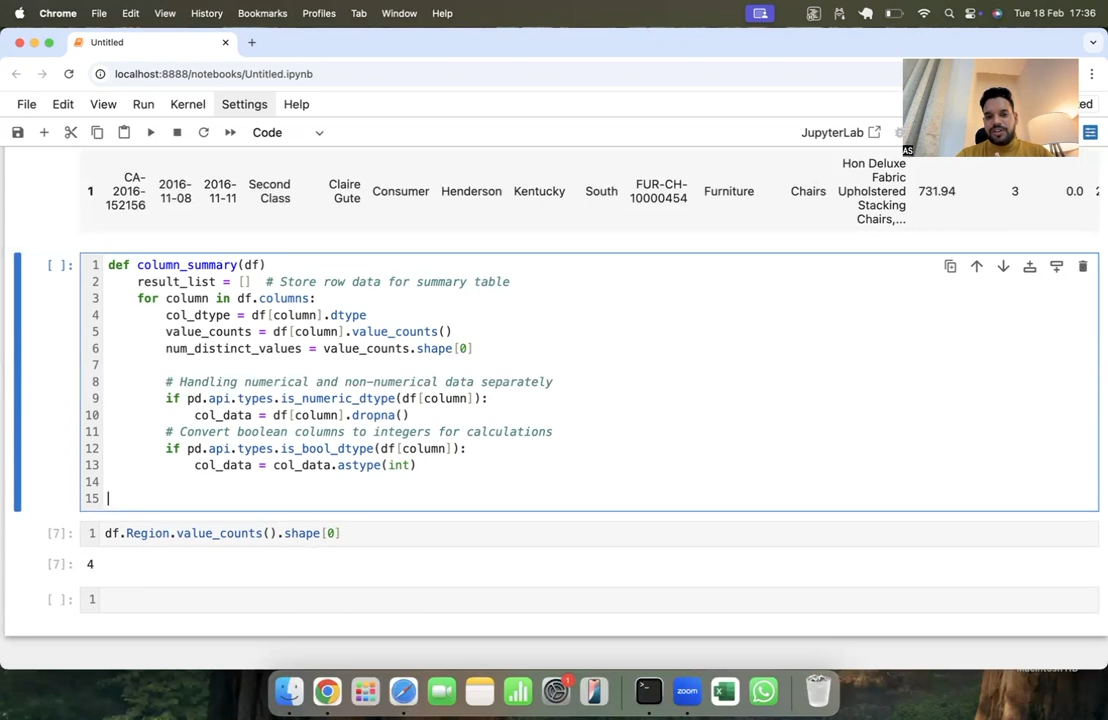 Chrome File Edit View History Bookmarks Profiles Tab Window Help Tue 18 Feb 17:36
Untitled
localhost:8888/notebooks/Untitled.ipynb
File Edit View Run Kernel Settings Help
Code JupyterLab
1 CA-2016-152156 2016-11-08 2016-11-11 Second Class Claire Gute Consumer Henderson Kentucky South FUR-CH-10000454 Furniture Chairs Hon Deluxe Fabric Upholstered Stacking Chairs,... 731.94 3 0.0
AS
[ ]:
1 def column_summary(df)
2 result_list = [] # Store row data for summary table
3 for column in df.columns:
4 col_dtype = df[column].dtype
5 value_counts = df[column].value_counts()
6 num_distinct_values = value_counts.shape[0]
7
8 # Handling numerical and non-numerical data separately
9 if pd.api.types.is_numeric_dtype(df[column]):
10 col_data = df[column].dropna()
11 # Convert boolean columns to integers for calculations
12 if pd.api.types.is_bool_dtype(df[column]):
13 col_data = col_data.astype(int)
14
15
[7]: 1 df.Region.value_counts().shape[0]
[7]: 4
[ ]: 1
1